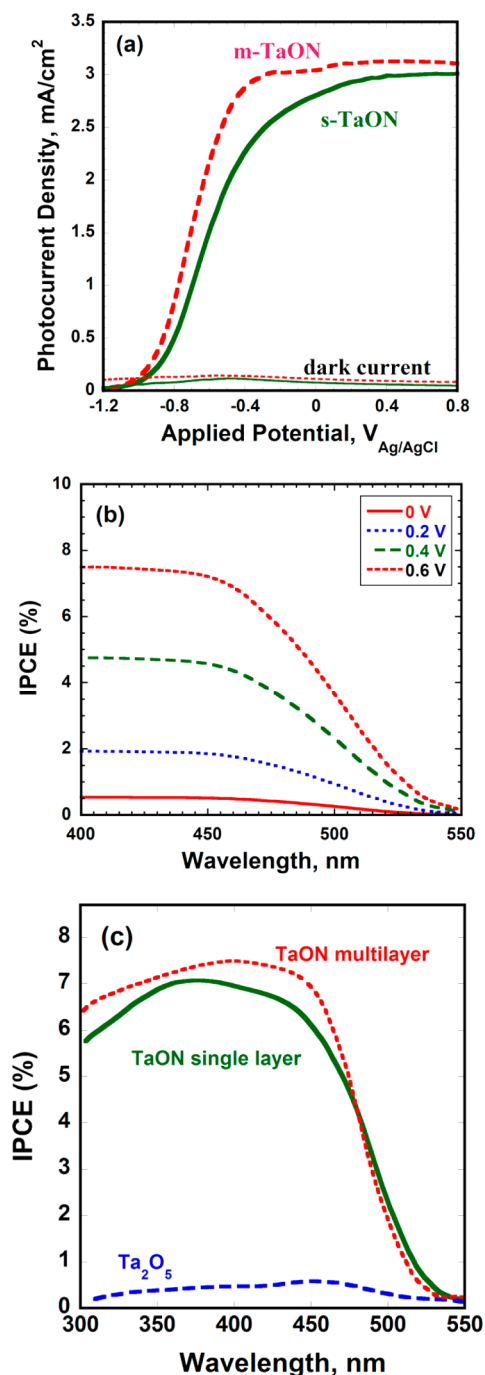 (a)
m-TaON
s-TaON
dark current
Photocurrent Density, mA/cm²
3.5
3
2.5
2
1.5
1
0.5
0
-1.2
-0.8
-0.4
0
0.4
0.8
Applied Potential, V Ag/AgCl
(b)
0 V
0.2 V
0.4 V
0.6 V
IPCE (%)
10
8
6
4
2
0
400
450
500
550
Wavelength, nm
(c)
TaON multilayer
TaON single layer
Ta₂O₅
IPCE (%)
8
7
6
5
4
3
2
1
0
300
350
400
450
500
550
Wavelength, nm